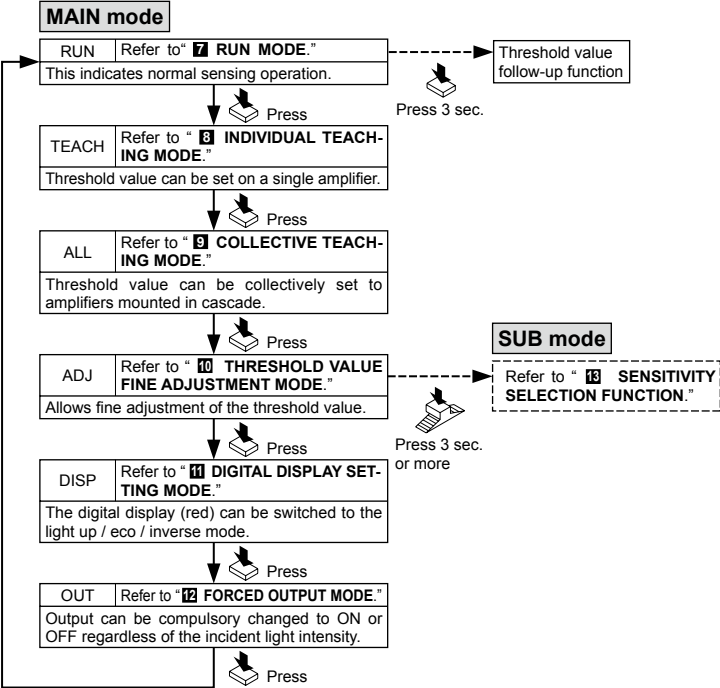 MAIN mode
RUN
Refer to“ 7 RUN MODE.”
This indicates normal sensing operation.
Threshold value
follow-up function
Press 3 sec.
Press
TEACH
Refer to “ 8 INDIVIDUAL TEACH-
ING MODE.”
Threshold value can be set on a single amplifier.
Press
ALL
Refer to “ 9 COLLECTIVE TEACH-
ING MODE.”
Threshold value can be collectively set to
amplifiers mounted in cascade.
Press
SUB mode
ADJ
Refer to “ 10 THRESHOLD VALUE
FINE ADJUSTMENT MODE.”
Allows fine adjustment of the threshold value.
Refer to “ 13 SENSITIVITY
SELECTION FUNCTION.”
Press 3 sec.
or more
Press
DISP
Refer to “ 11 DIGITAL DISPLAY SET-
TING MODE.”
The digital display (red) can be switched to the
light up / eco / inverse mode.
Press
OUT
Refer to “ 12 FORCED OUTPUT MODE.”
Output can be compulsory changed to ON or
OFF regardless of the incident light intensity.
Press